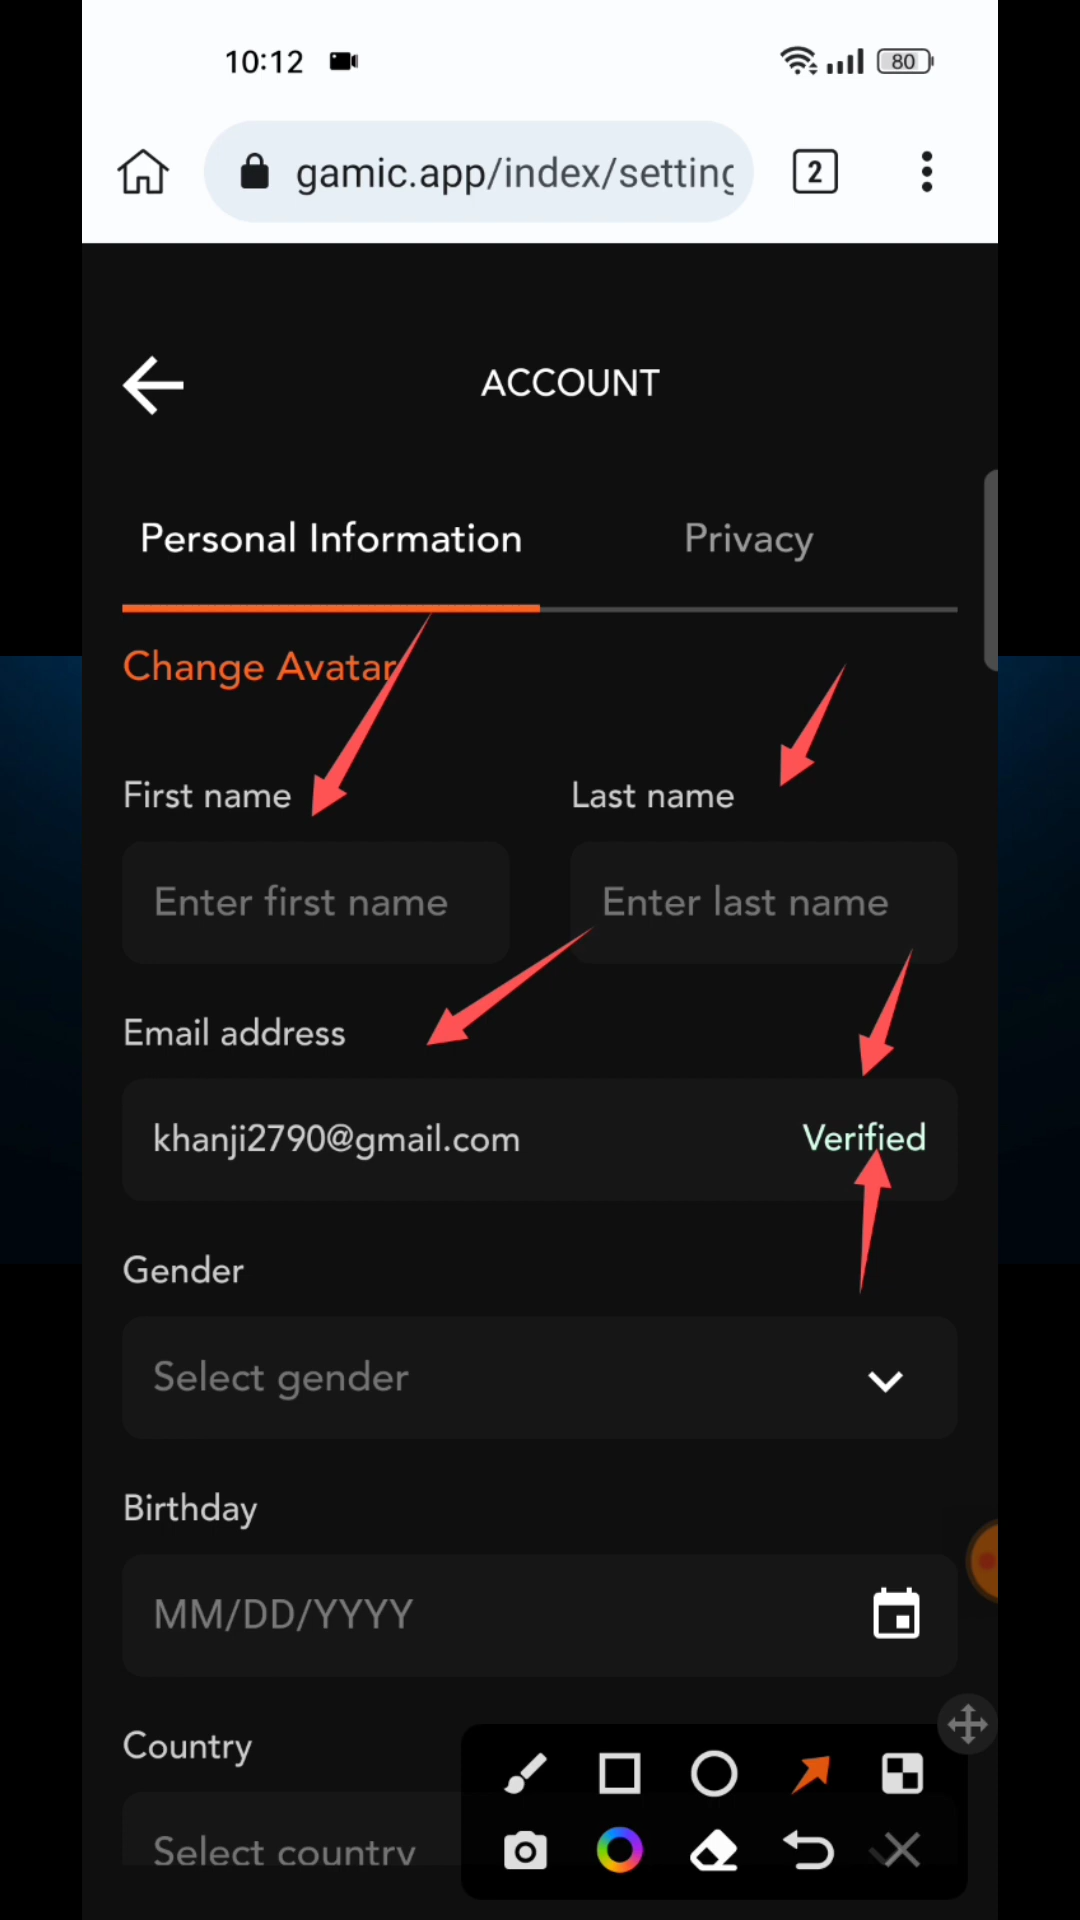 10:12
80
gamic.app/index/setting
2
ACCOUNT
Personal Information
Privacy
Change Avatar
First name
Last name
Enter first name
Enter last name
Email address
khanji2790@gmail.com
Verified
Gender
Select gender
Birthday
MM/DD/YYYY
Country
Select country